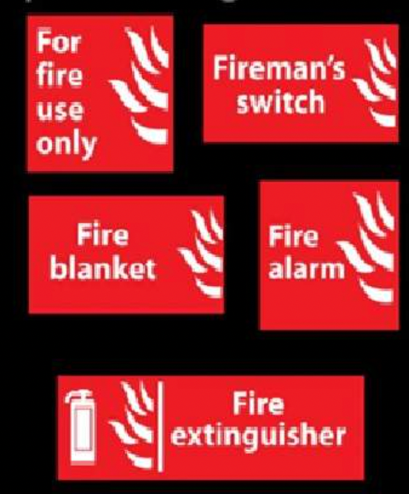 For
fire
use
only
Fireman's
switch
Fire
blanket
Fire
alarm
Fire
extinguisher